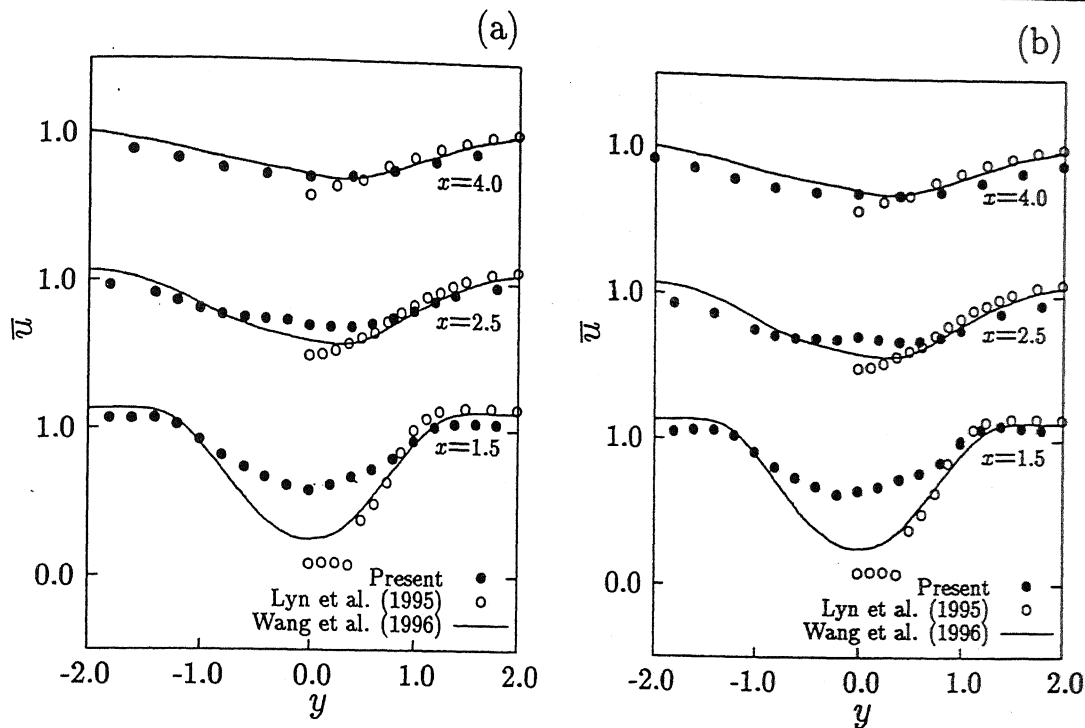 (a)
1.0
x=4.0
1.0
x=2.5
u̅
1.0
x=1.5
0.0
Present
Lyn et al. (1995)
Wang et al. (1996)
-2.0 -1.0 0.0 1.0 2.0
y
(b)
1.0
x=4.0
1.0
x=2.5
u̅
1.0
x=1.5
0.0
Present
Lyn et al. (1995)
Wang et al. (1996)
-2.0 -1.0 0.0 1.0 2.0
y